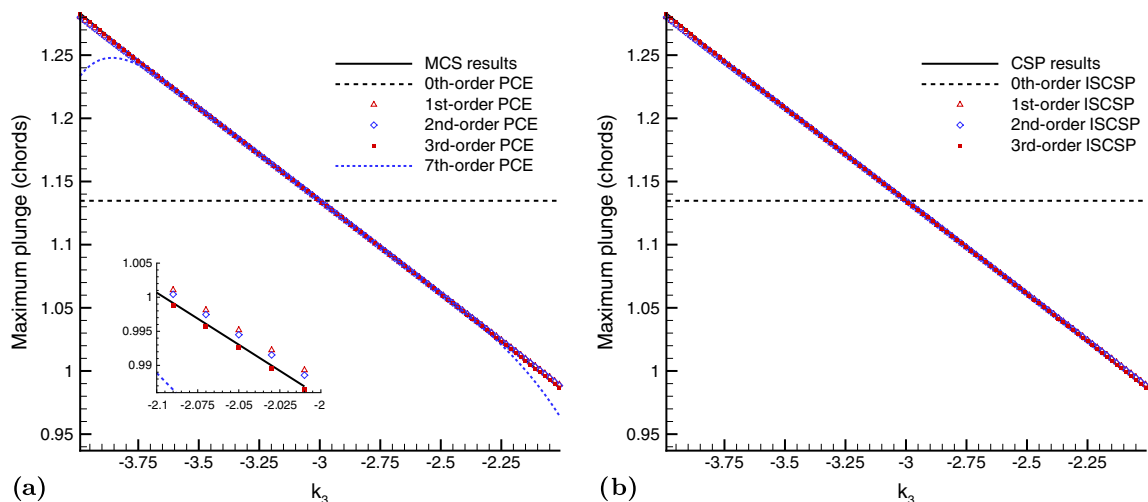 1.25
1.2
1.15
1.1
1.05
1
0.95
Maximum plunge (chords)
MCS results
0th-order PCE
1st-order PCE
2nd-order PCE
3rd-order PCE
7th-order PCE
1.005
1
0.995
0.99
-2.1 -2.075 -2.05 -2.025 -2
-3.75 -3.5 -3.25 -3 -2.75 -2.5 -2.25
k3
(a)
1.25
1.2
1.15
1.1
1.05
1
0.95
Maximum plunge (chords)
CSP results
0th-order ISCSP
1st-order ISCSP
2nd-order ISCSP
3rd-order ISCSP
-3.75 -3.5 -3.25 -3 -2.75 -2.5 -2.25
k3
(b)